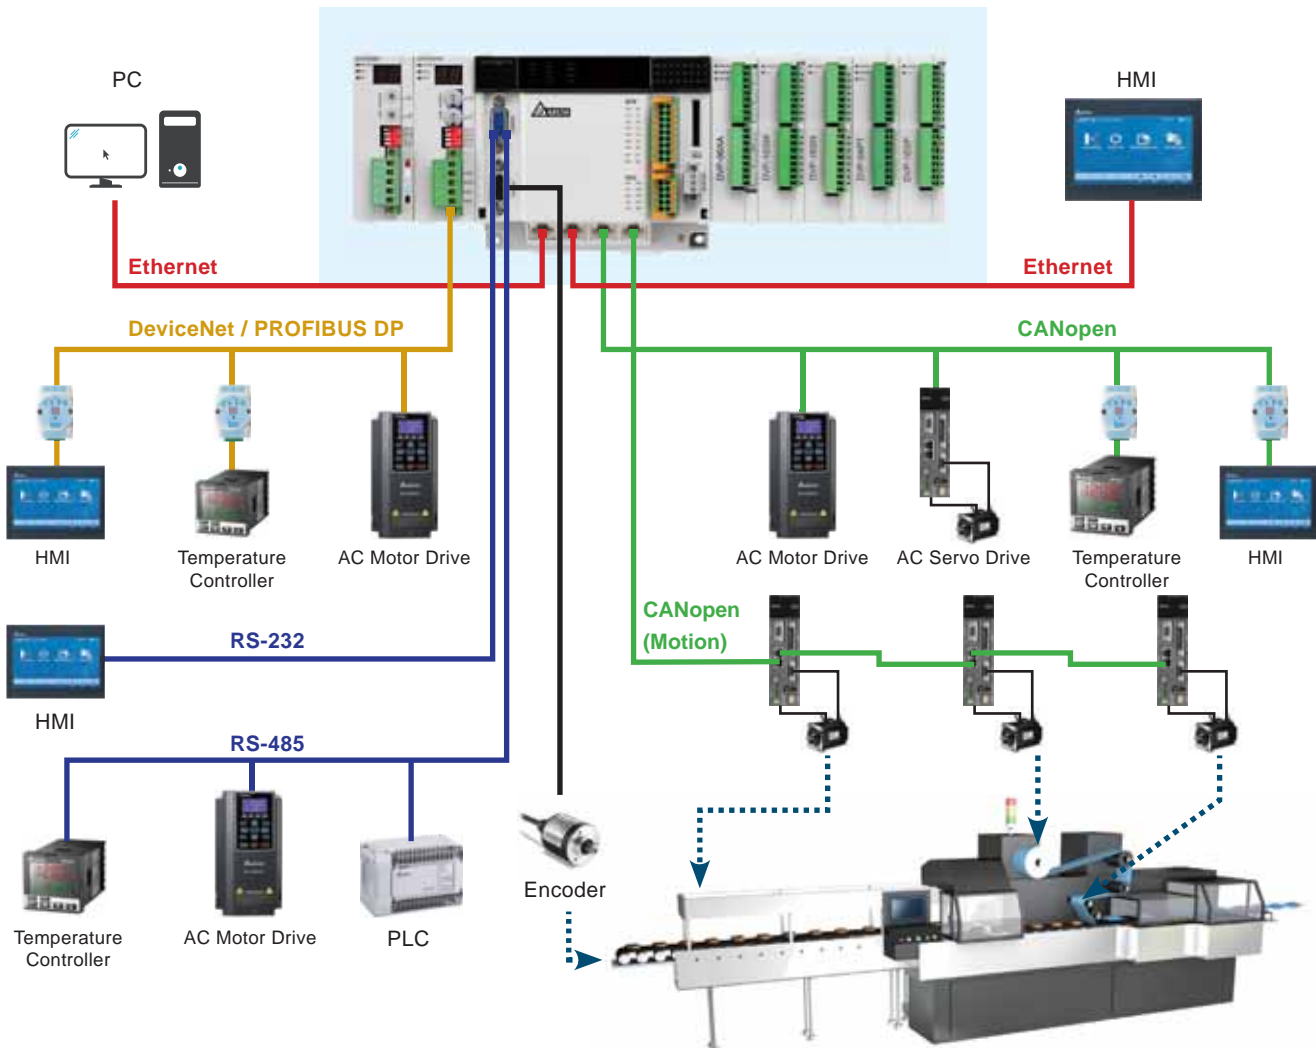 PC
HMI
Ethernet
Ethernet
DeviceNet / PROFIBUS DP
CANopen
HMI
Temperature
Controller
AC Motor Drive
AC Motor Drive
AC Servo Drive
Temperature
Controller
HMI
CANopen
(Motion)
RS-232
HMI
RS-485
Encoder
Temperature
Controller
AC Motor Drive
PLC